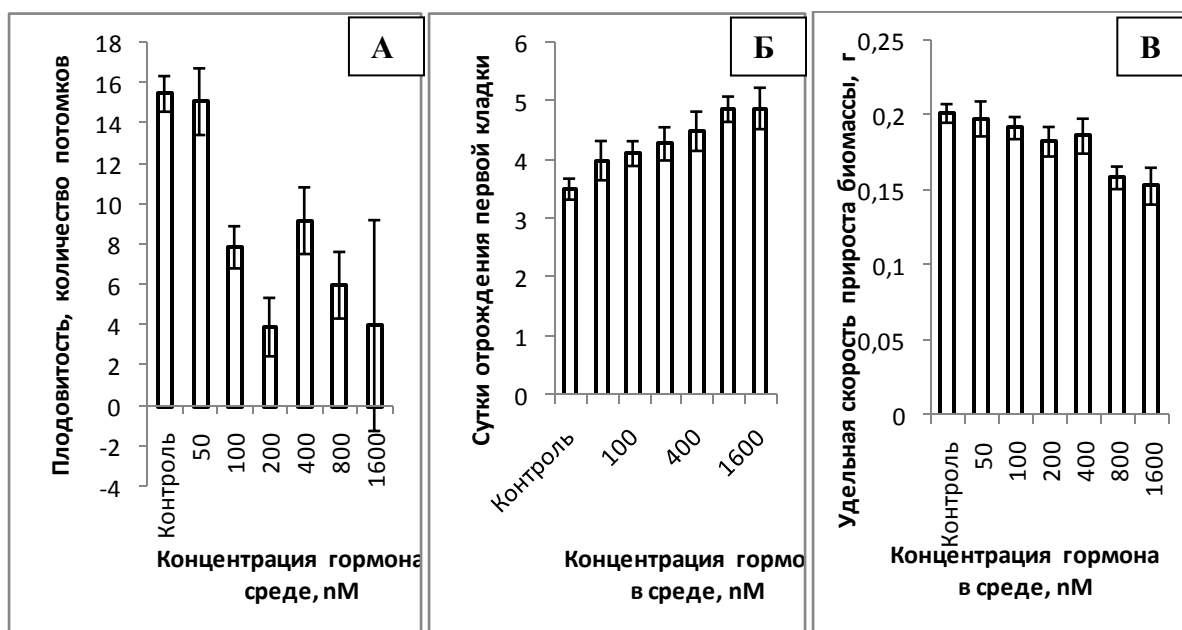 А
Плодовитость, количество потомков
18
16
14
12
10
8
6
4
2
0
-2
-4
Контроль
50
100
200
400
800
1600
Концентрация гормона
среде, nM
Б
Сутки отрождения первой кладки
6
5
4
3
2
1
0
Контроль
100
400
1600
Концентрация гормо
в среде, nM
В
Удельная скорость прироста биомассы, г
0,25
0,2
0,15
0,1
0,05
0
Контроль
50
100
200
400
800
1600
Концентрация гормона
в среде, nM